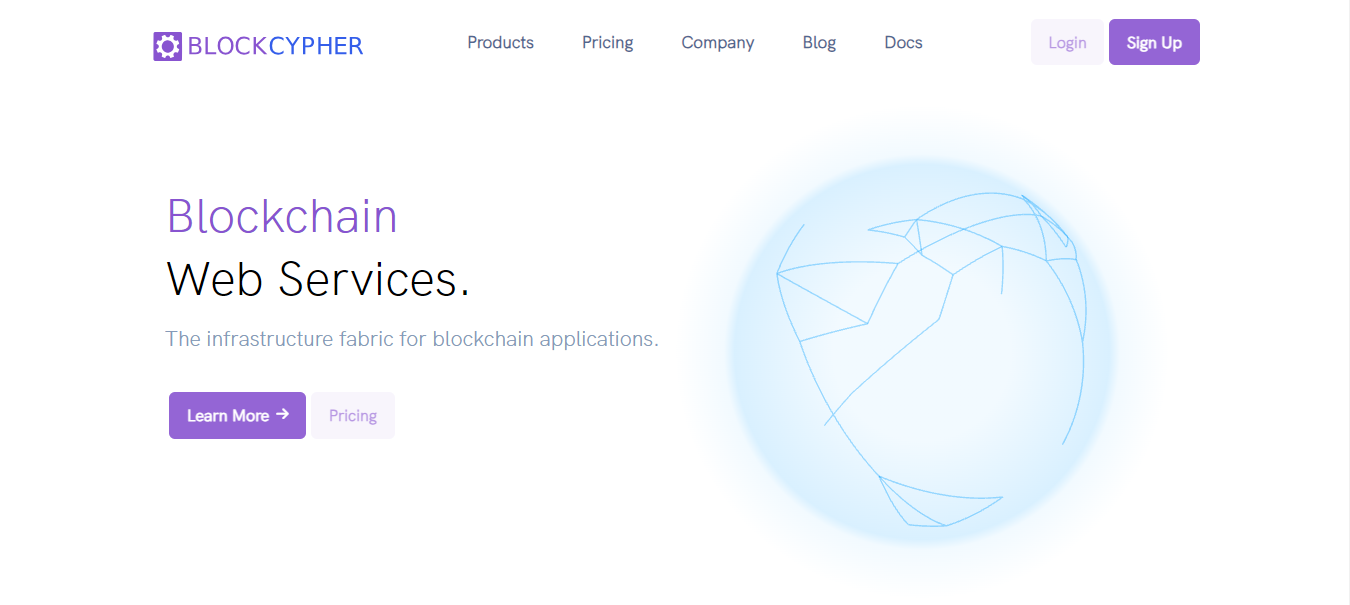 BLOCKCYPHER Products Pricing Company Blog Docs Login Sign Up
Blockchain
Web Services.
The infrastructure fabric for blockchain applications.
Learn More → Pricing